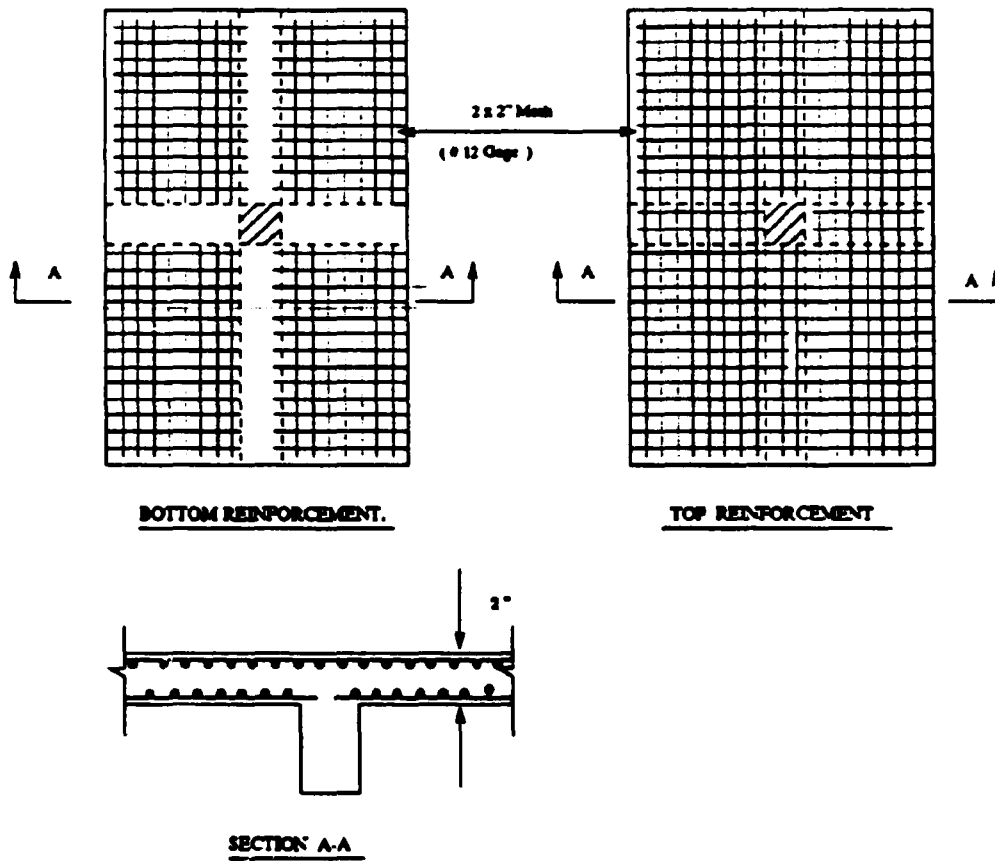 2 x 2" Mesh
( # 12 Gage )
A A A A
BOTTOM REINFORCEMENT.
TOP REINFORCEMENT
2"
SECTION A-A